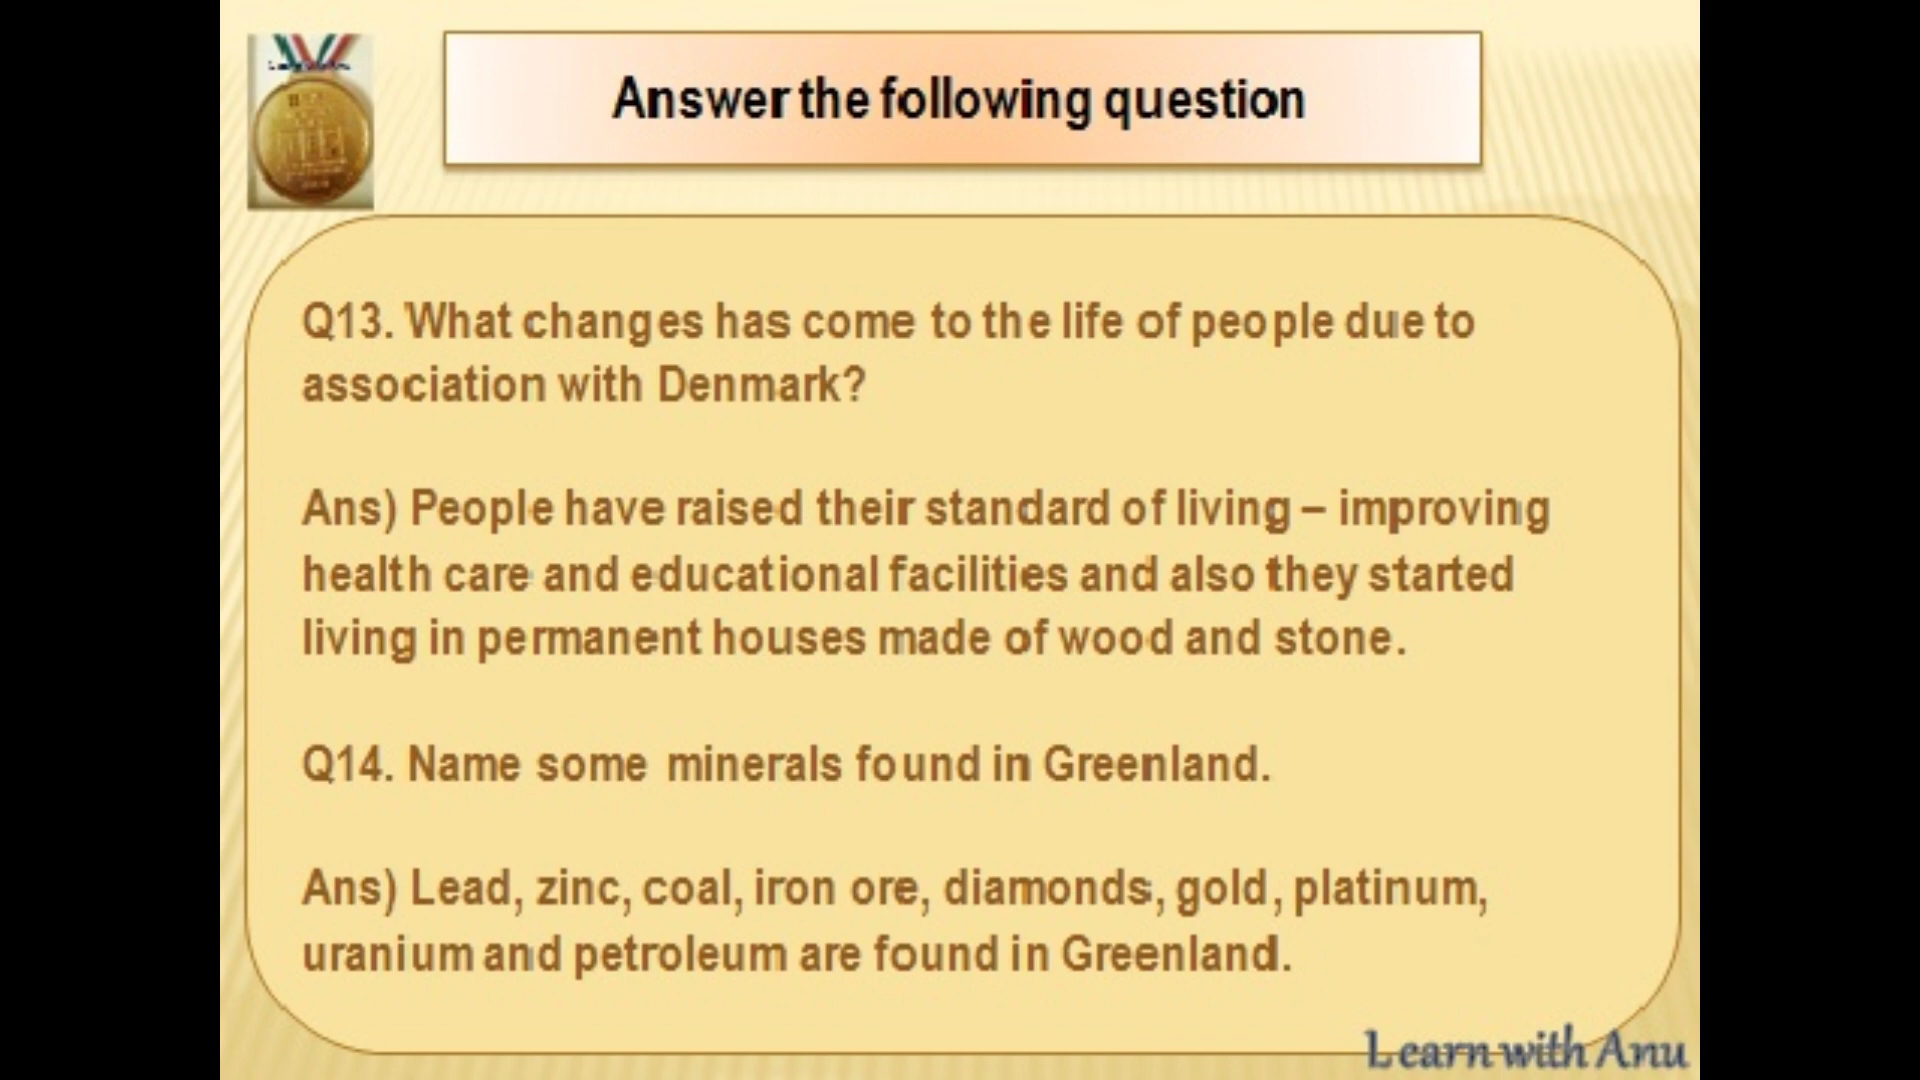 Answer the following question
Q13. What changes has come to the life of people due to
association with Denmark?
Ans) People have raised their standard of living – improving
health care and educational facilities and also they started
living in permanent houses made of wood and stone.
Q14. Name some minerals found in Greenland.
Ans) Lead, zinc, coal, iron ore, diamonds, gold, platinum,
uranium and petroleum are found in Greenland.
Learn with Anu